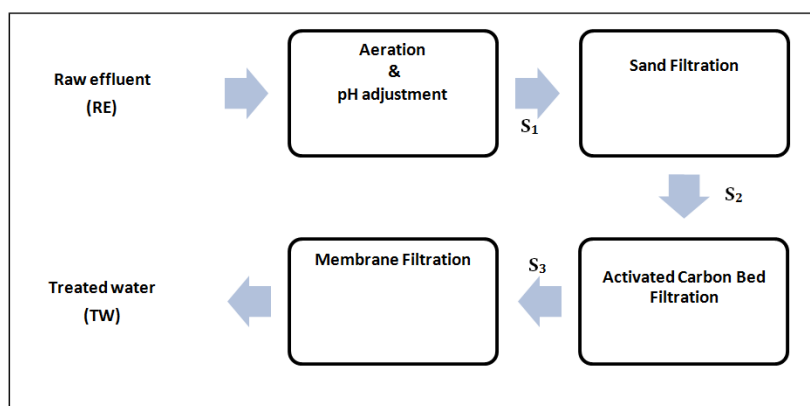 Raw effluent
(RE)
Aeration
&
pH adjustment
S₁
Sand Filtration
S₂
Activated Carbon Bed
Filtration
S₃
Membrane Filtration
Treated water
(TW)